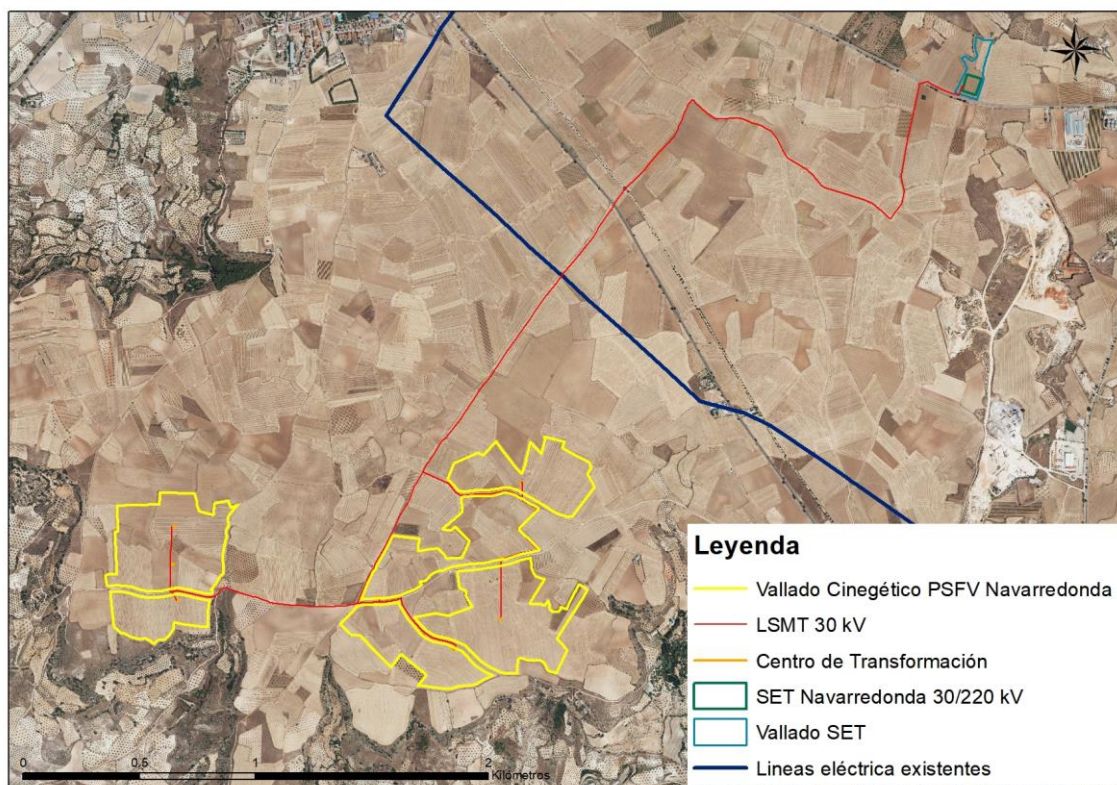 N
Leyenda
Vallado Cinegético PSFV Navarredonda
LSMT 30 kV
Centro de Transformación
SET Navarredonda 30/220 kV
Vallado SET
Lineas eléctrica existentes
0 0,5 1 2
Kilómetros